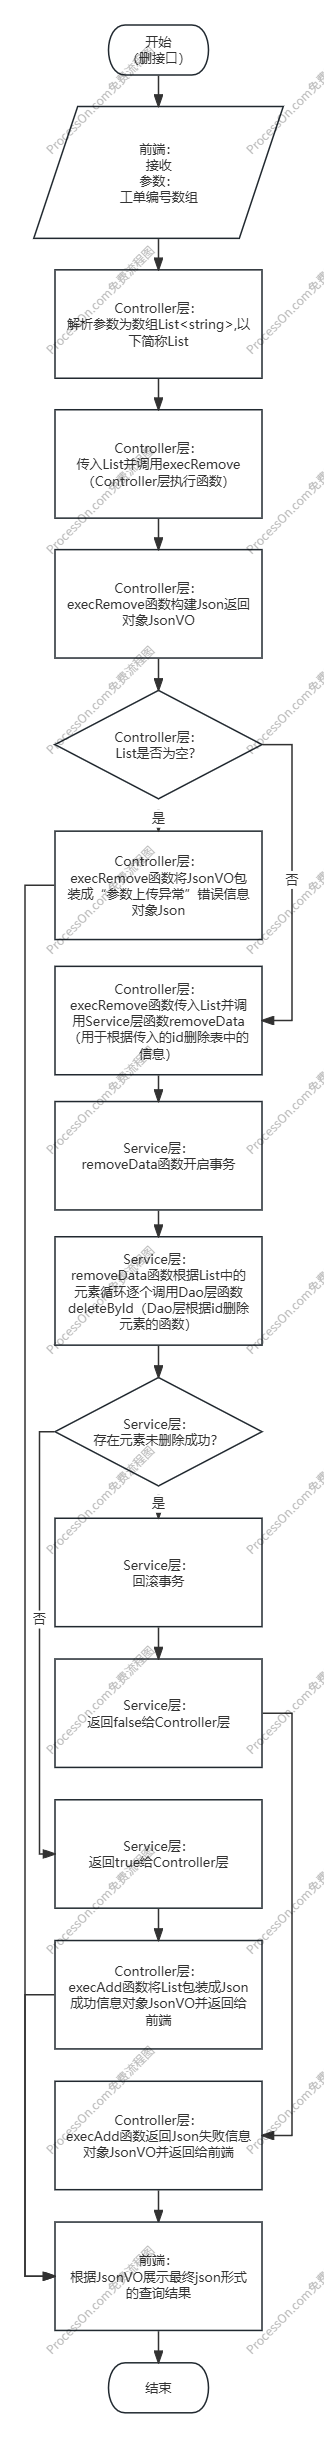 开始
（删接口）
前端：
接收
参数：
工单编号数组
Controller层：
解析参数为数组List<string>,以
下简称List
Controller层：
传入List并调用execRemove
（Controller层执行函数）
Controller层：
execRemove函数构建Json返回
对象JsonVO
Controller层：
List是否为空？
是
否
Controller层：
execRemove函数将JsonVO包
装成“参数上传异常”错误信息
对象Json
Controller层：
execRemove函数传入List并调
用Service层函数removeData
（用于根据传入的id删除表中的
信息）
Service层：
removeData函数开启事务
Service层：
removeData函数根据List中的
元素循环逐个调用Dao层函数
deleteById（Dao层根据id删除
元素的函数）
Service层：
存在元素未删除成功？
是
否
Service层：
回滚事务
Service层：
返回false给Controller层
Service层：
返回true给Controller层
Controller层：
execAdd函数将List包装成Json
成功信息对象JsonVO并返回给
前端
Controller层：
execAdd函数返回Json失败信息
对象JsonVO并返回给前端
前端：
根据JsonVO展示最终json形式
的查询结果
结束
ProcessOn.com免费流程图